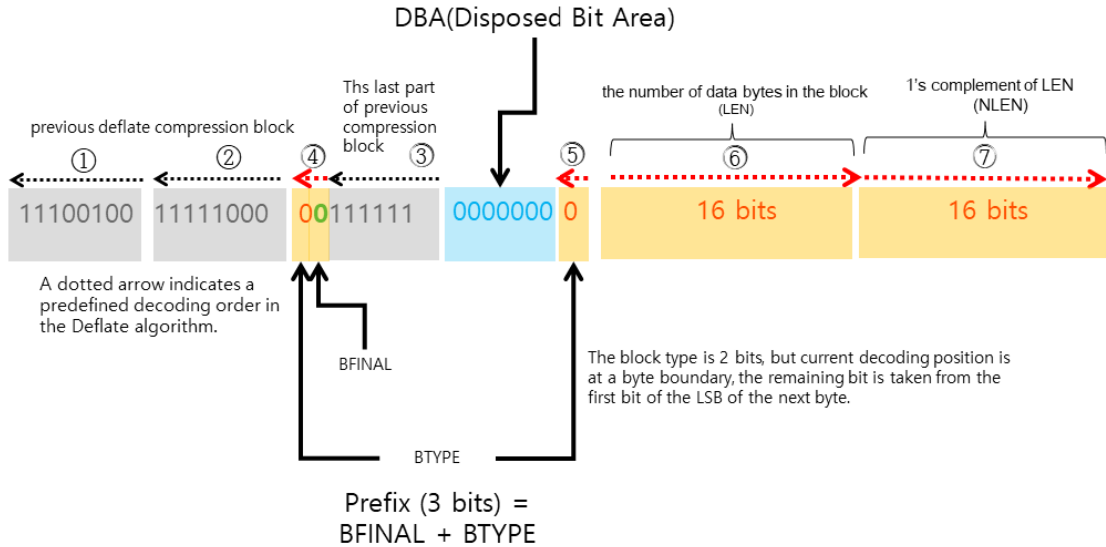 DBA(Disposed Bit Area)
Ths last part
of previous
compression
block
the number of data bytes in the block
(LEN)
1's complement of LEN
(NLEN)
previous deflate compression block
① ② ④ ③ ⑤ ⑥ ⑦
11100100 11111000 00111111 0000000 0 16 bits 16 bits
A dotted arrow indicates a
predefined decoding order in
the Deflate algorithm.
BFINAL
The block type is 2 bits, but current decoding position is
at a byte boundary, the remaining bit is taken from the
first bit of the LSB of the next byte.
BTYPE
Prefix (3 bits) =
BFINAL + BTYPE